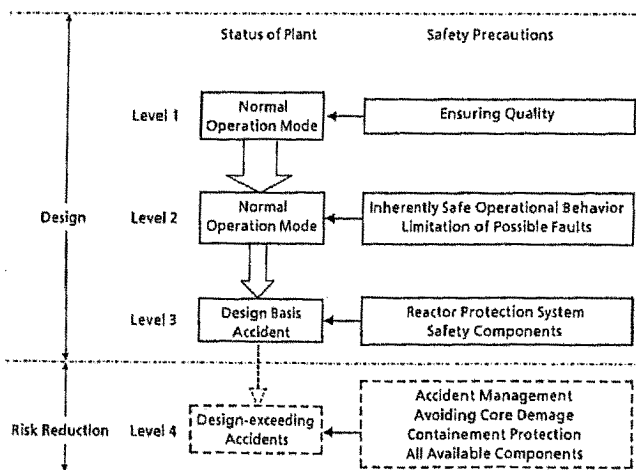 Status of Plant
Safety Precautions
Level 1
Normal
Operation Mode
Ensuring Quality
Design
Level 2
Normal
Operation Mode
Inherently Safe Operational Behavior
Limitation of Possible Faults
Level 3
Design Basis
Accident
Reactor Protection System
Safety Components
Risk Reduction
Level 4
Design-exceeding
Accidents
Accident Management
Avoiding Core Demage
Containement Protection
All Available Components